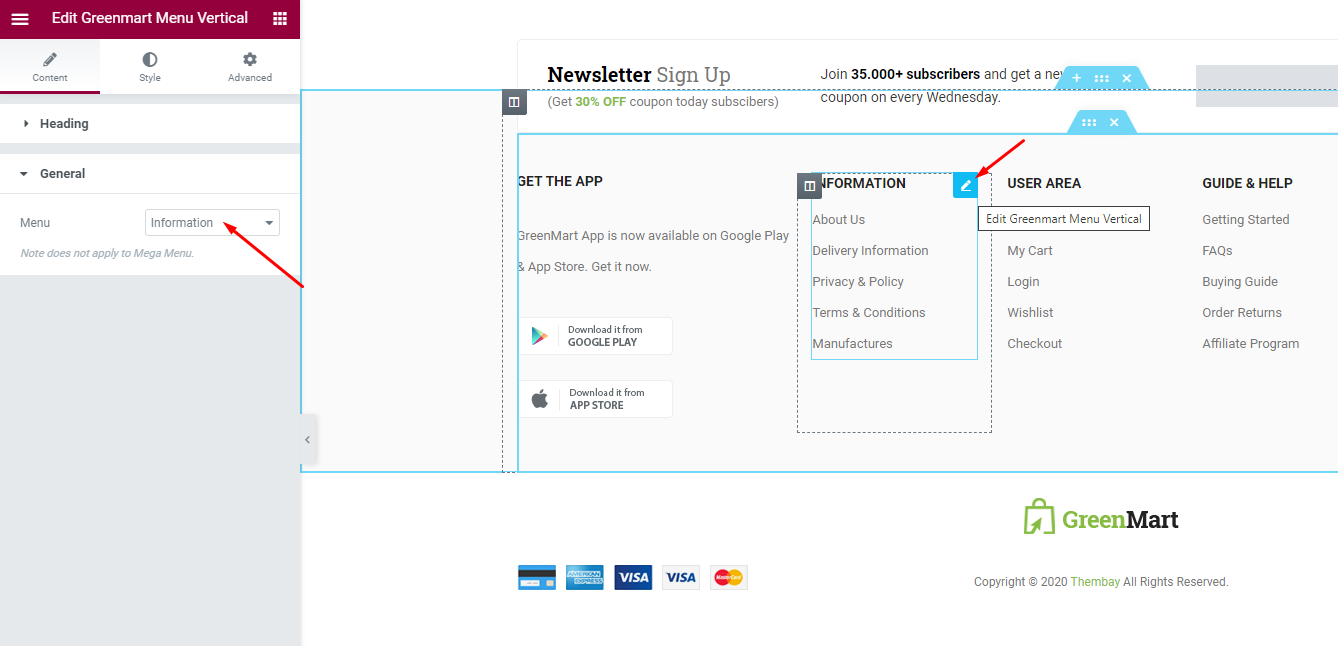 Edit Greenmart Menu Vertical
Content
Style
Advanced
Heading
General
Menu
Information
Note does not apply to Mega Menu.
Newsletter Sign Up
(Get 30% OFF coupon today subscibers)
Join 35.000+ subscribers and get a new
coupon on every Wednesday.
GET THE APP
GreenMart App is now available on Google Play
& App Store. Get it now.
Download it from
GOOGLE PLAY
Download it from
APP STORE
NFORMATION
About Us
Delivery Information
Privacy & Policy
Terms & Conditions
Manufactures
Edit Greenmart Menu Vertical
USER AREA
My Cart
Login
Wishlist
Checkout
GUIDE & HELP
Getting Started
FAQs
Buying Guide
Order Returns
Affiliate Program
GreenMart
AMERICAN EXPRESS
VISA
VISA
MasterCard
Copyright © 2020 Thembay All Rights Reserved.